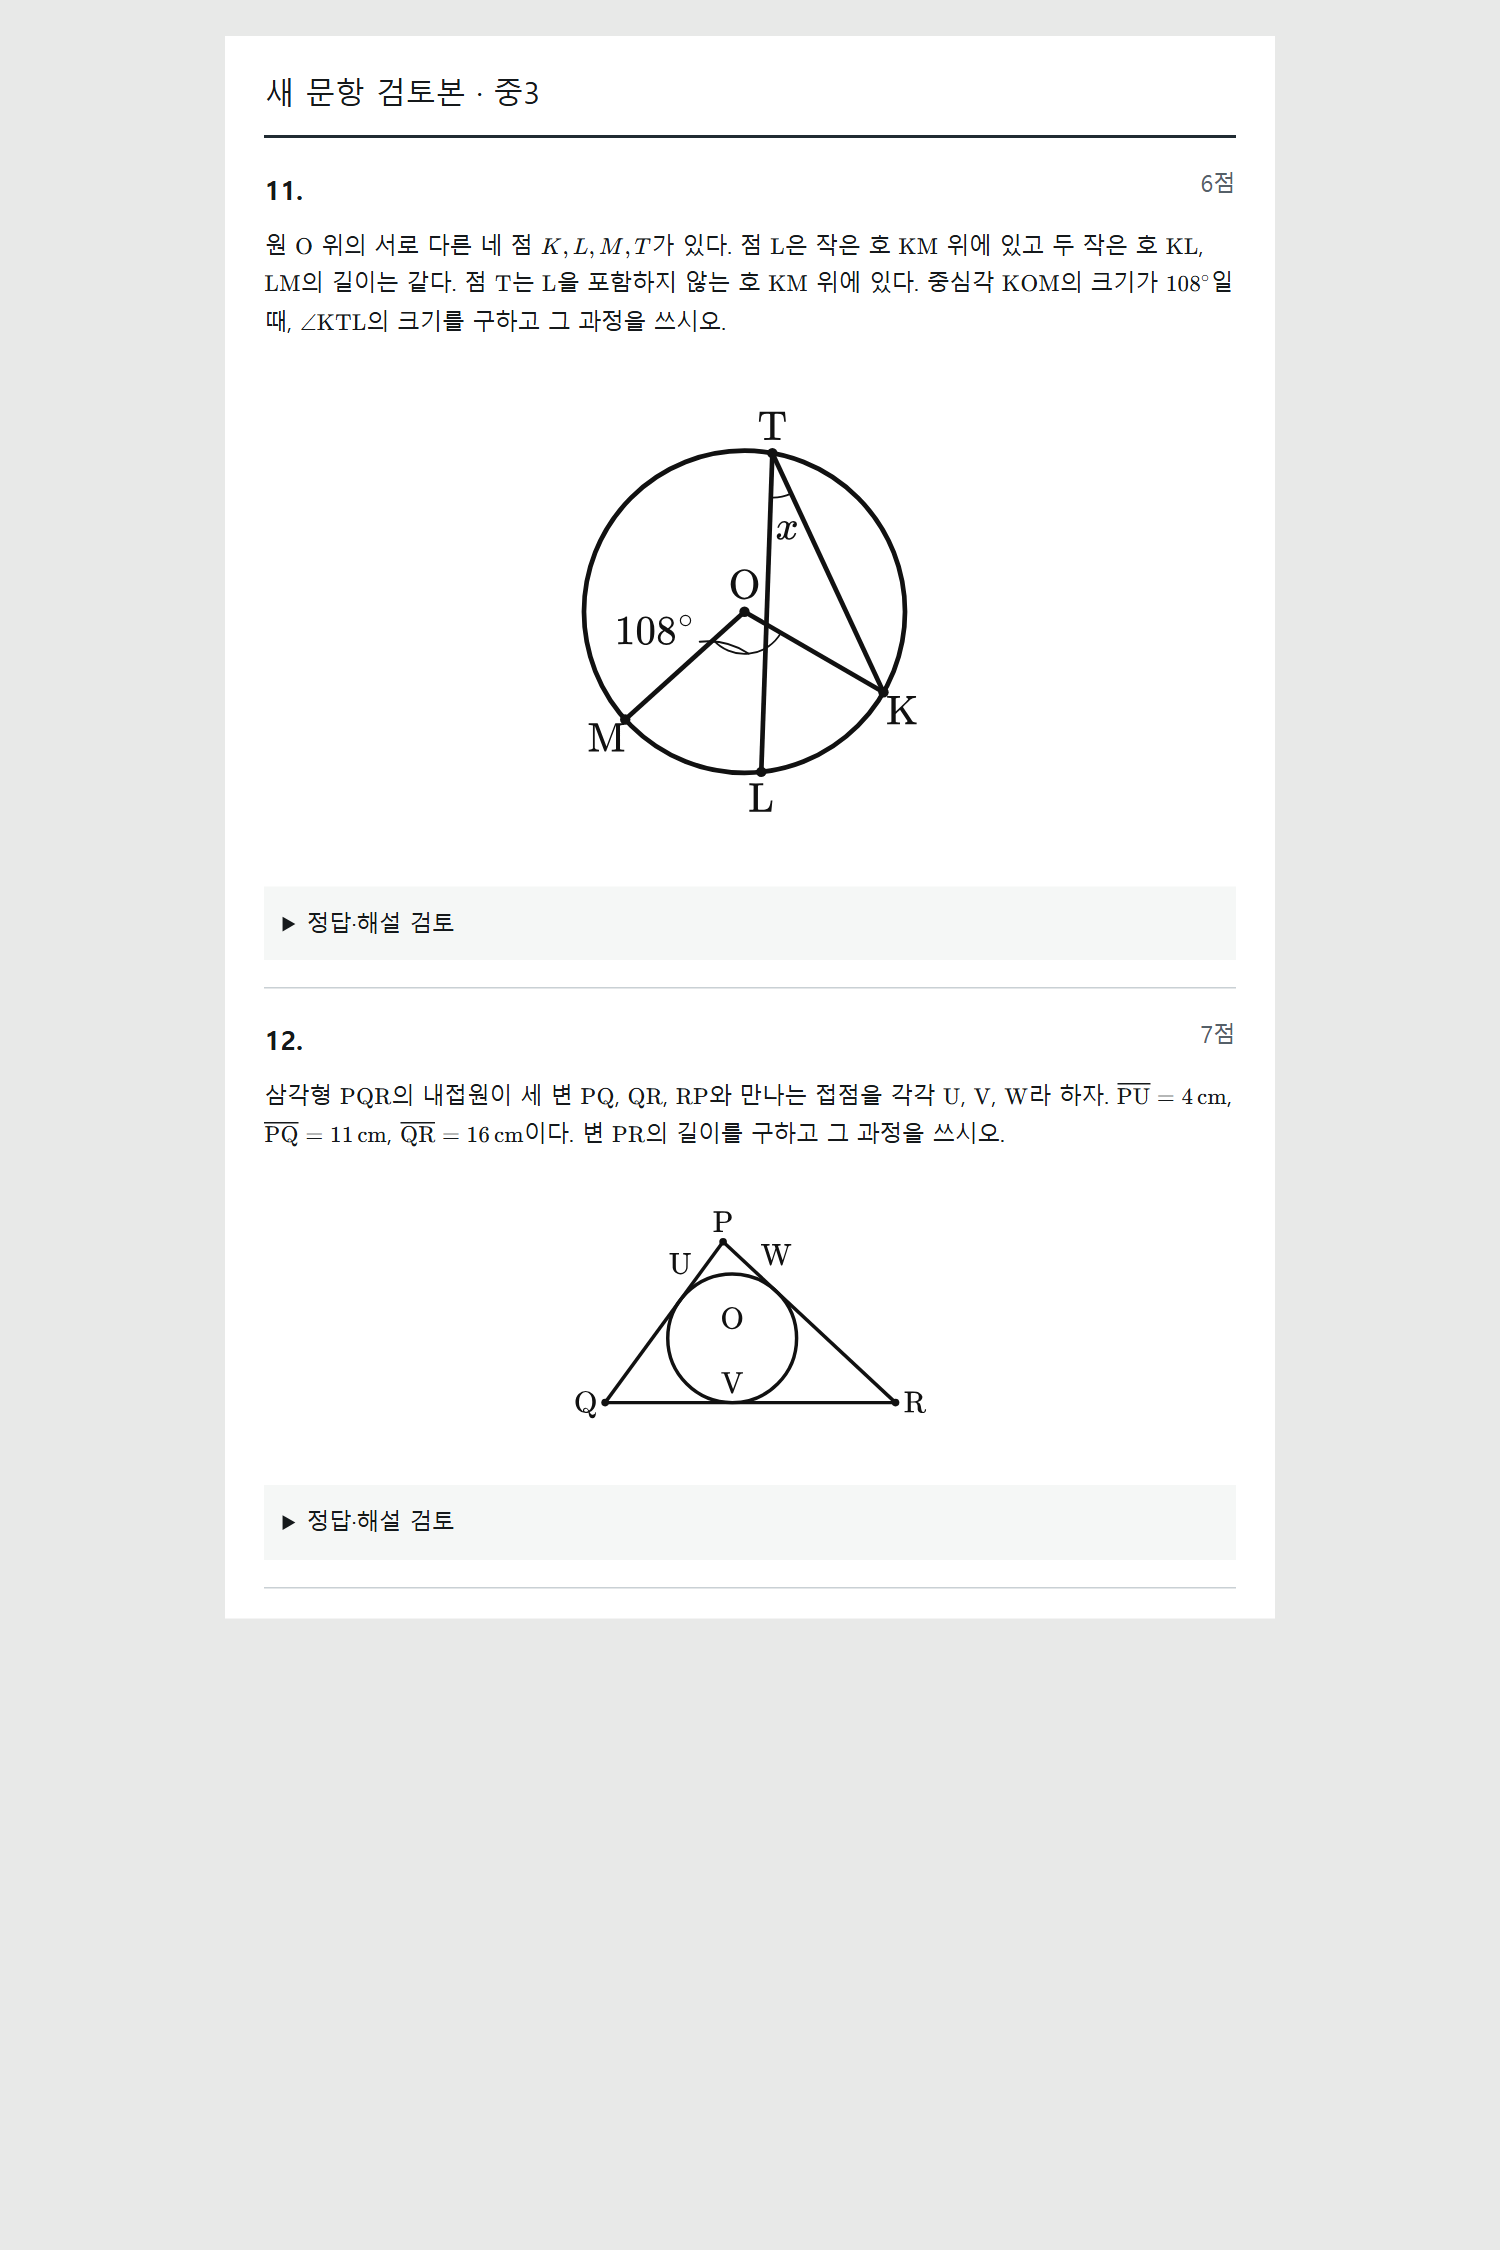 새 문항 검토본 · 중3
11.
6점
원 O 위의 서로 다른 네 점 K, L, M, T가 있다. 점 L은 작은 호 KM 위에 있고 두 작은 호 KL,
LM의 길이는 같다. 점 T는 L을 포함하지 않는 호 KM 위에 있다. 중심각 KOM의 크기가 108°일
때, ∠KTL의 크기를 구하고 그 과정을 쓰시오.
T
x
O
108°
K
M
L
▶ 정답·해설 검토
12.
7점
삼각형 PQR의 내접원이 세 변 PQ, QR, RP와 만나는 접점을 각각 U, V, W라 하자. P̅U̅ = 4 cm,
P̅Q̅ = 11 cm, Q̅R̅ = 16 cm이다. 변 PR의 길이를 구하고 그 과정을 쓰시오.
P
U
W
O
V
Q
R
▶ 정답·해설 검토